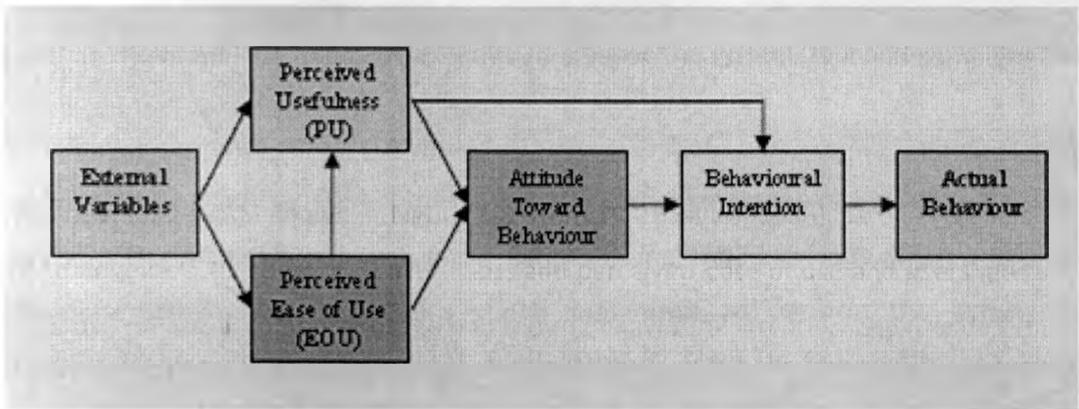 Perceived
Usefulness
(PU)
External
Variables
Attitude
Toward
Behaviour
Behavioural
Intention
Actual
Behaviour
Perceived
Ease of Use
(EOU)